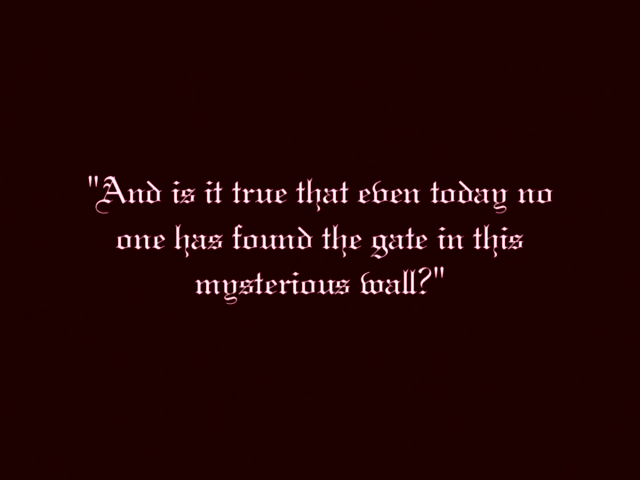 "And is it true that even today no
one has found the gate in this
mysterious wall?"